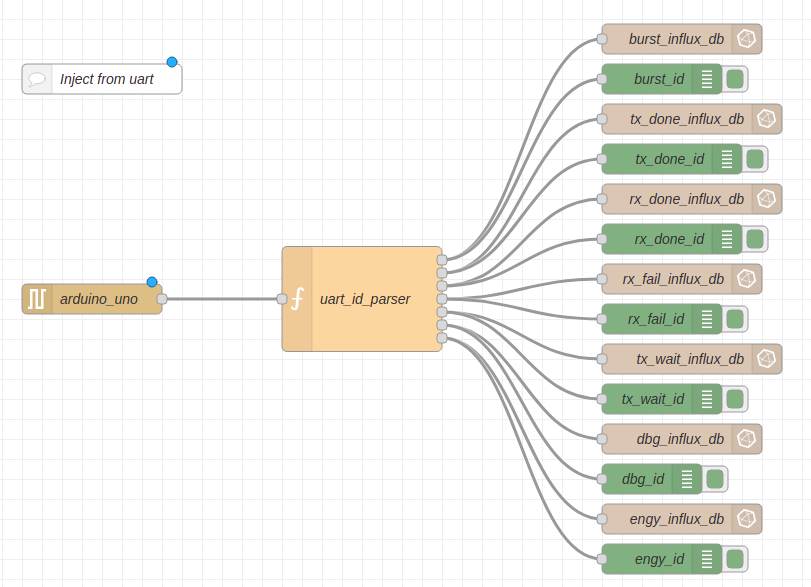 Inject from uart
arduino_uno
uart_id_parser
burst_influx_db
burst_id
tx_done_influx_db
tx_done_id
rx_done_influx_db
rx_done_id
rx_fail_influx_db
rx_fail_id
tx_wait_influx_db
tx_wait_id
dbg_influx_db
dbg_id
engy_influx_db
engy_id